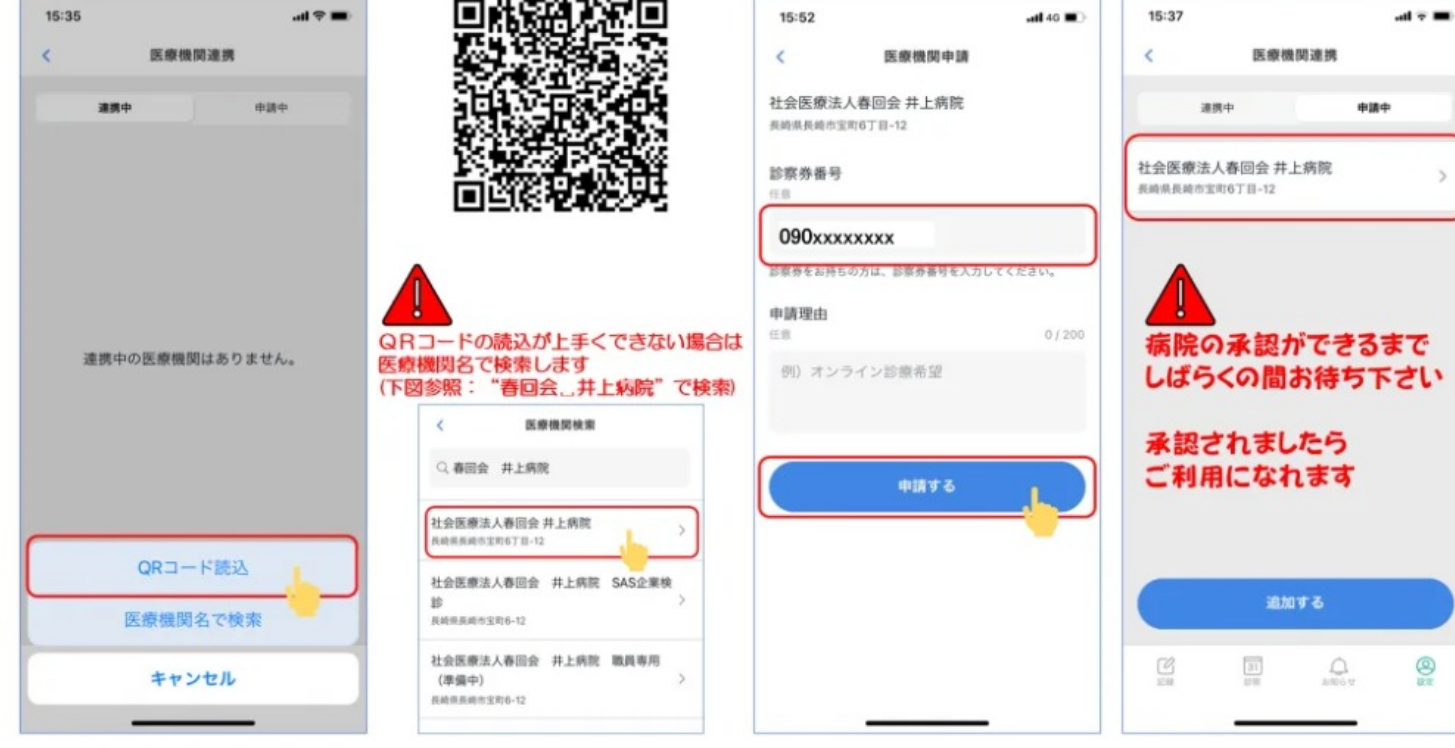 15:35
医療機関連携
連携中
申請中
連携中の医療機関はありません。
QRコード読込
医療機関名で検索
キャンセル
QRコードの読込が上手くできない場合は
医療機関名で検索します
(下図参照：“春回会␣井上病院”で検索)
医療機関検索
春回会　井上病院
社会医療法人春回会 井上病院
長崎県長崎市宝町6丁目-12
社会医療法人春回会　井上病院　SAS企業検
診
長崎県長崎市宝町6-12
社会医療法人春回会　井上病院　職員専用
（準備中）
長崎県長崎市宝町6-12
15:52
4G
医療機関申請
社会医療法人春回会 井上病院
長崎県長崎市宝町6丁目-12
診察券番号
任意
090xxxxxxxx
診察券をお持ちの方は、診察券番号を入力してください。
申請理由
任意
0 / 200
例）オンライン診療希望
申請する
15:37
医療機関連携
連携中
申請中
社会医療法人春回会 井上病院
長崎県長崎市宝町6丁目-12
病院の承認ができるまで
しばらくの間お待ち下さい
承認されましたら
ご利用になれます
追加する
記録
31
診察
お知らせ
設定